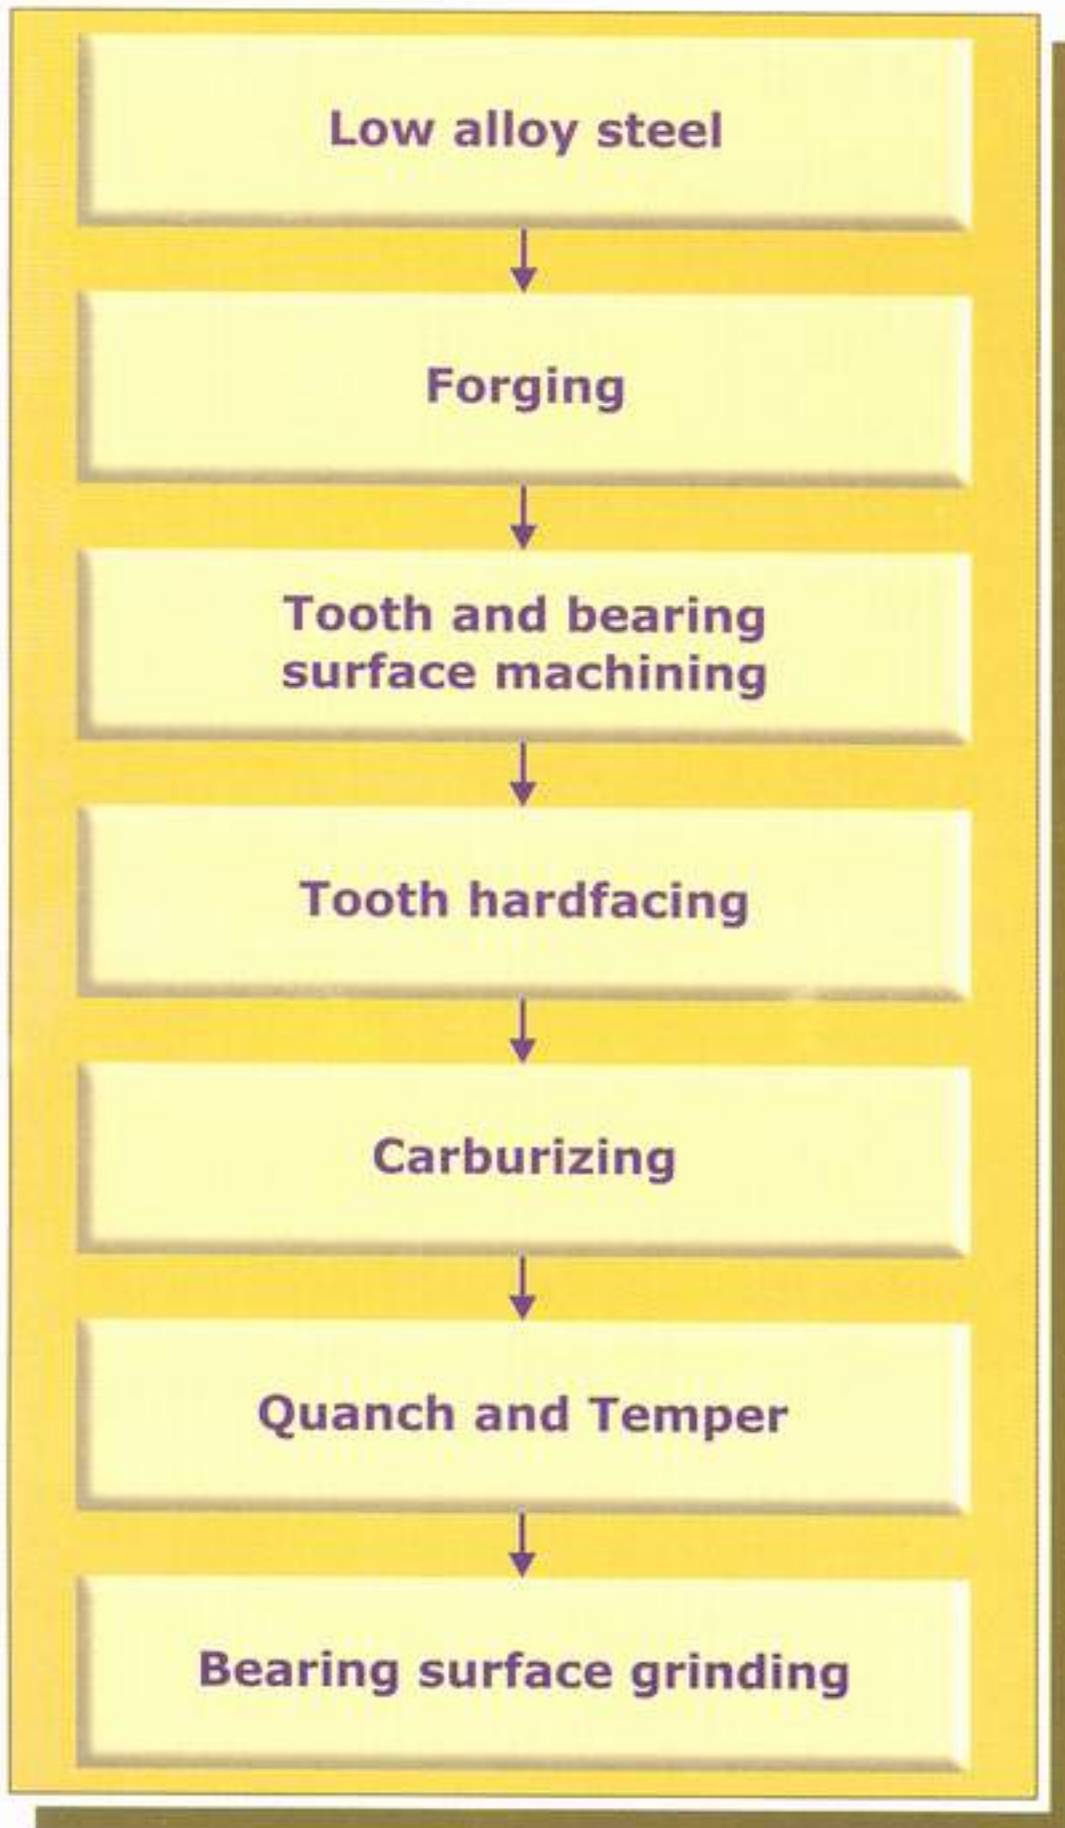 Low alloy steel
Forging
Tooth and bearing
surface machining
Tooth hardfacing
Carburizing
Quanch and Temper
Bearing surface grinding